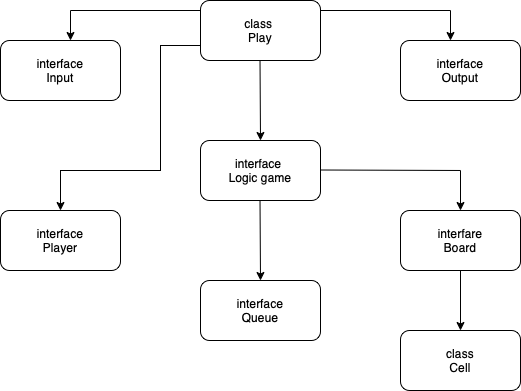 class
Play
interface
Input
interface
Output
interface
Logic game
interface
Player
interfare
Board
interface
Queue
class
Cell